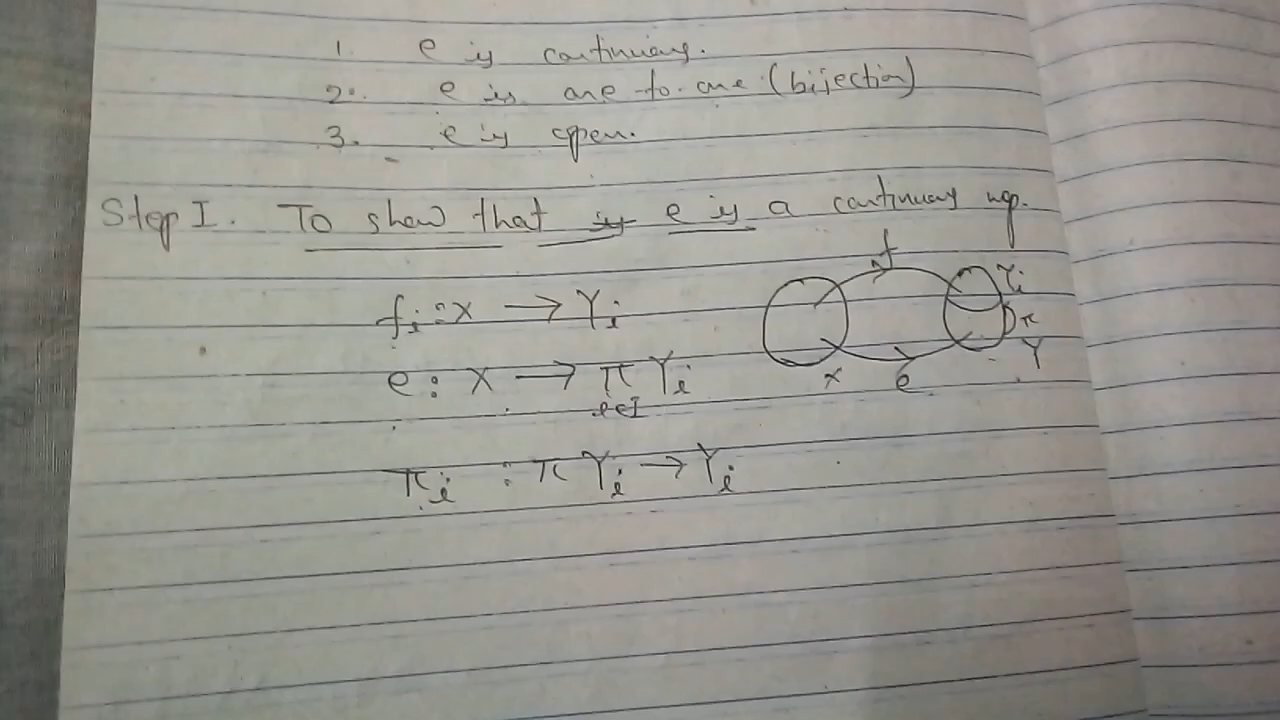 1. e is continuous.
2. e is one-to-one (bijection)
3. e is open.
Step I. To show that e is a continuous map.
f
Yi
fi : X → Yi
π
Y
e : X → π Yi
i∈I
X e
πi : π Yi → Yi